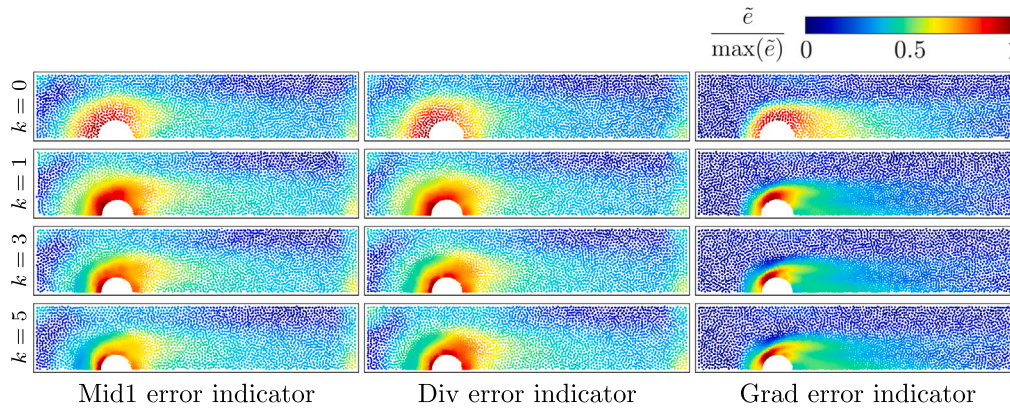 ẽ
max(ẽ)
0 0.5 1
k = 0
k = 1
k = 3
k = 5
Mid1 error indicator
Div error indicator
Grad error indicator